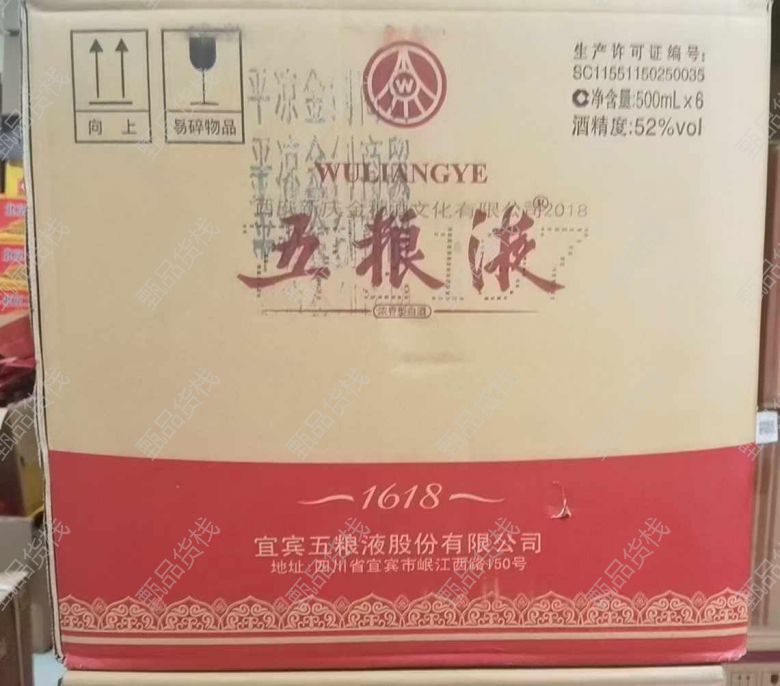 向 上
易碎物品
W
生产许可证编号:
SC11551150250035
C净含量:500mL x 6
酒精度:52%vol
WULIANGYE
五粮液®
浓香型白酒
1618
宜宾五粮液股份有限公司
地址:四川省宜宾市岷江西路150号
甄品货栈